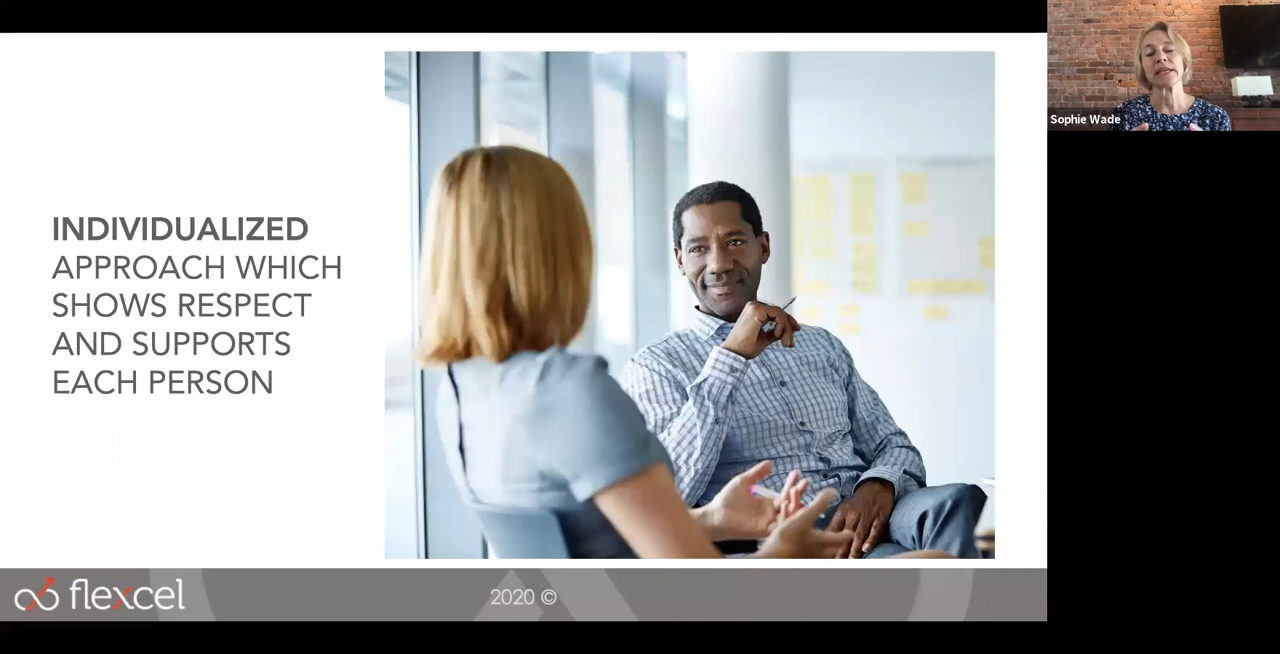 INDIVIDUALIZED
APPROACH WHICH
SHOWS RESPECT
AND SUPPORTS
EACH PERSON
Sophie Wade
flexcel
2020 ©